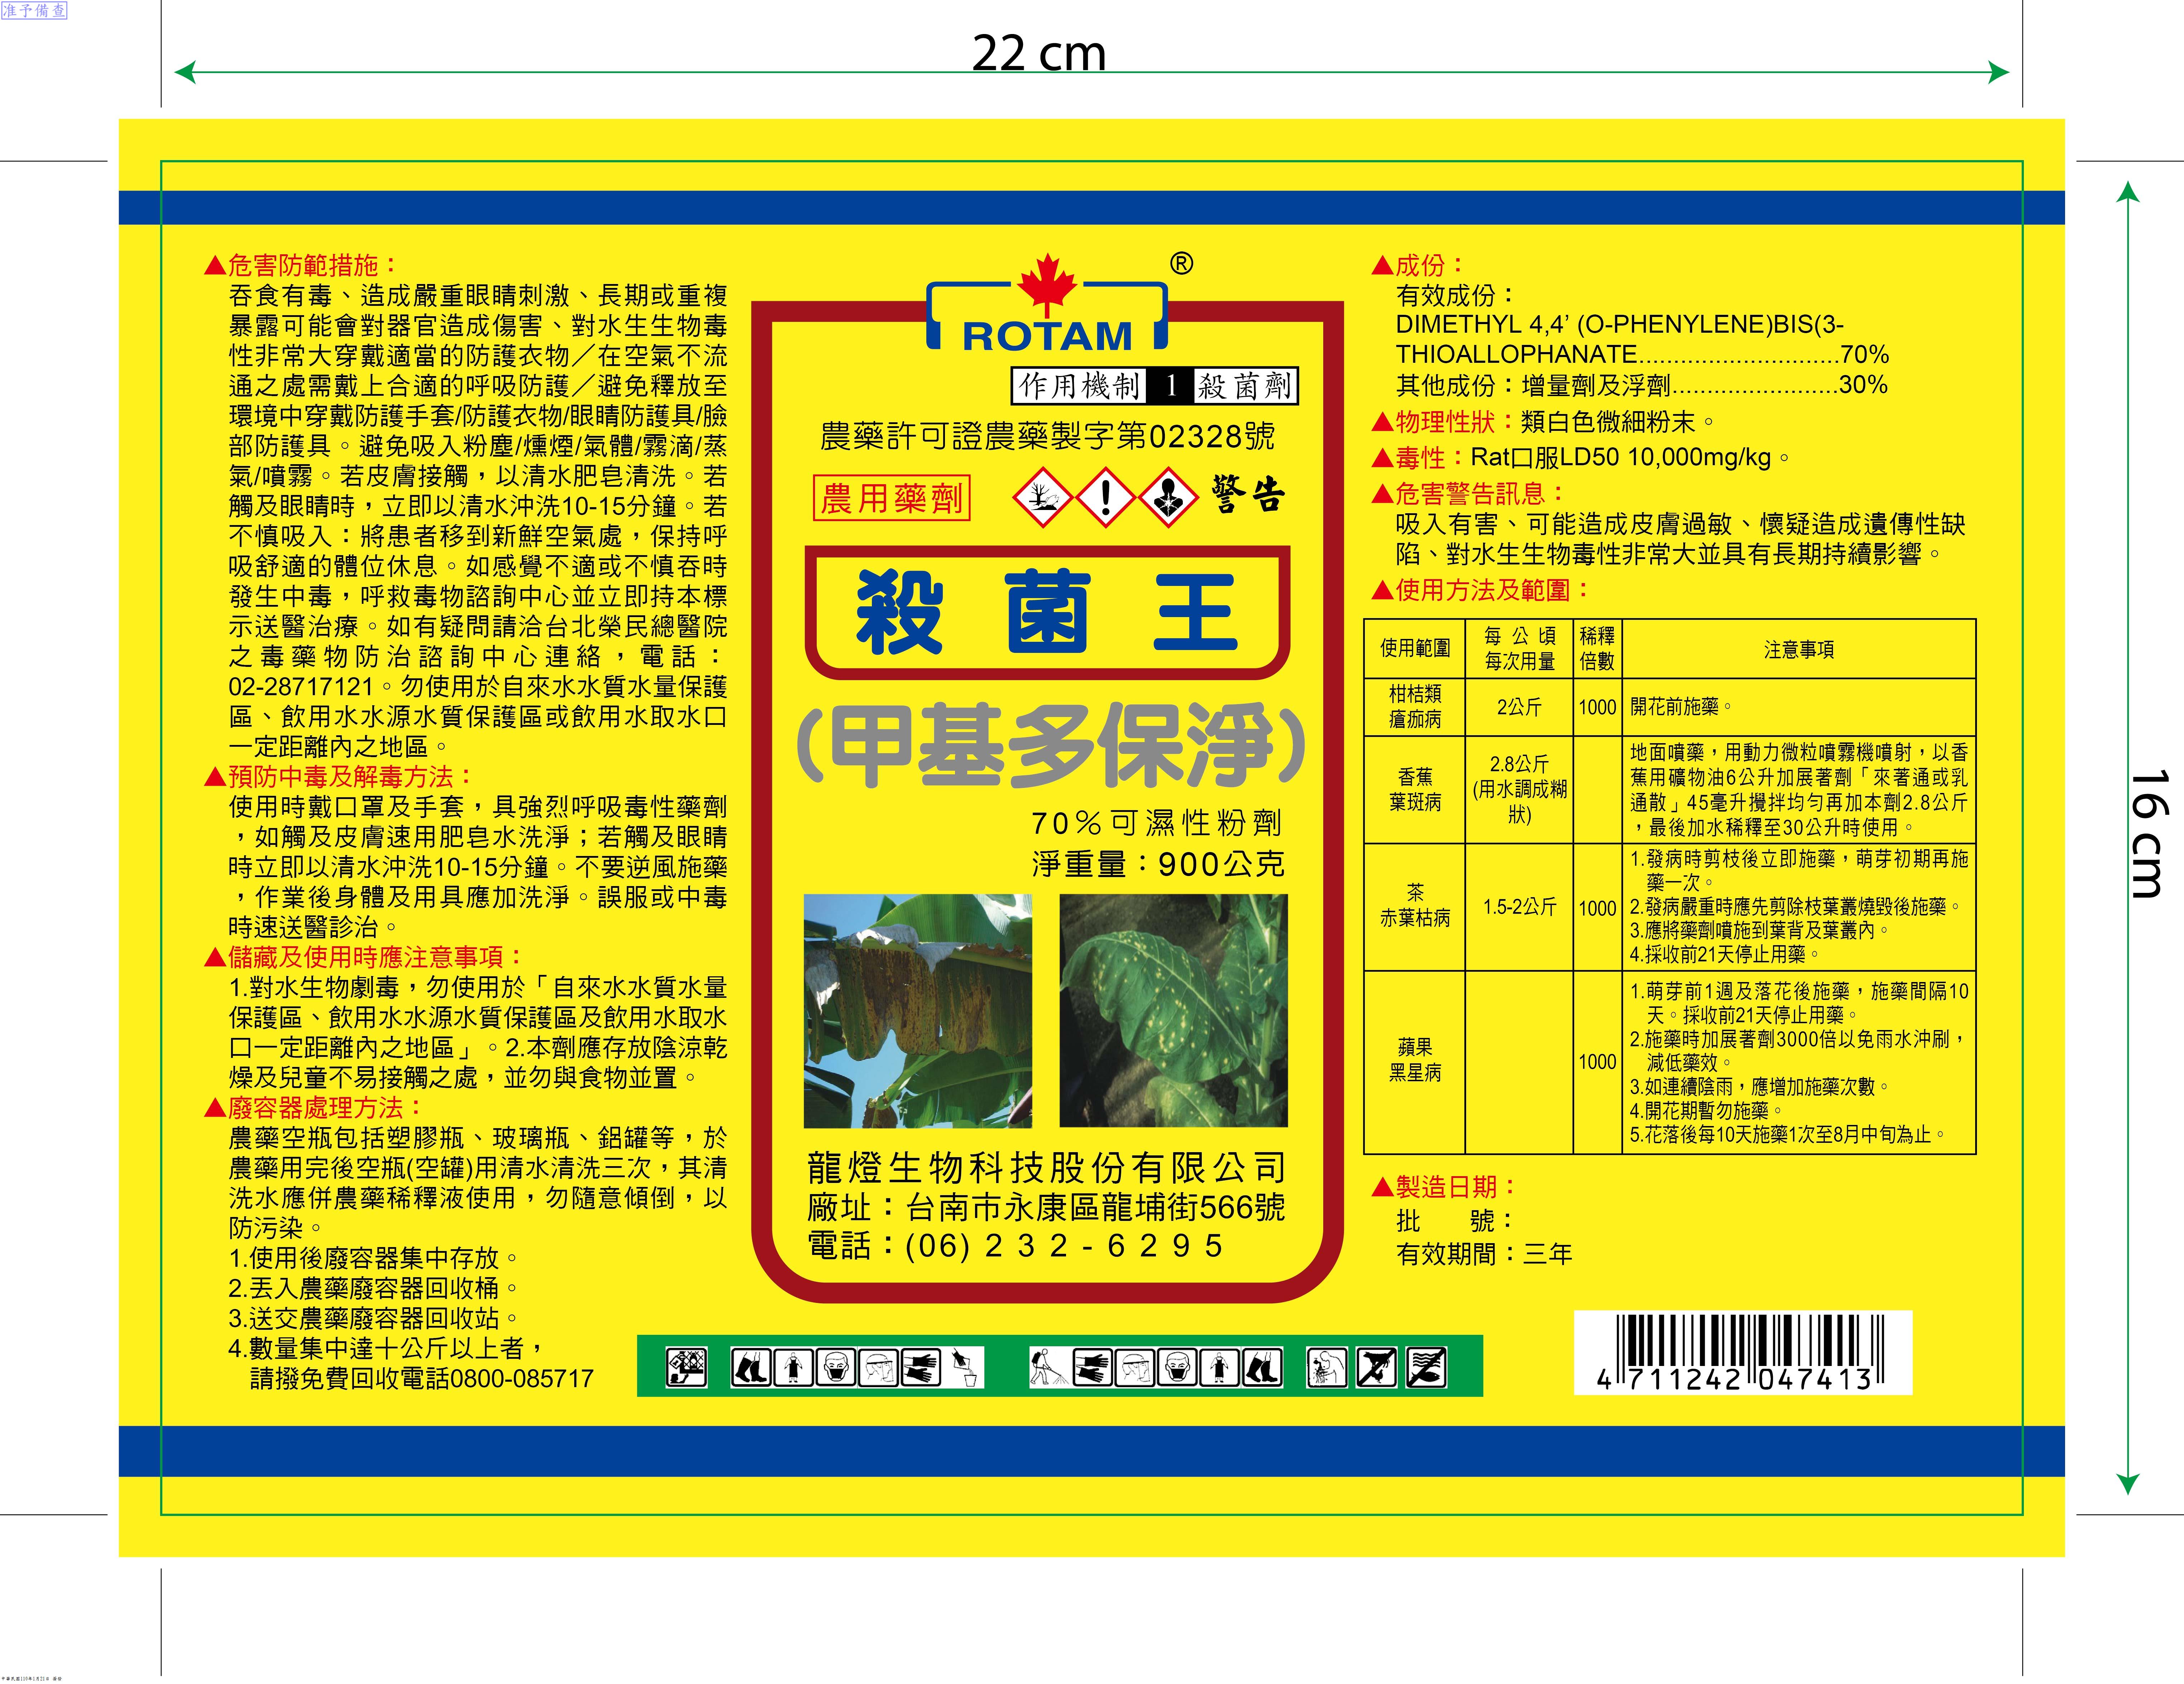 准予備查
22 cm
16 cm
▲危害防範措施：
吞食有毒、造成嚴重眼睛刺激、長期或重複
暴露可能會對器官造成傷害、對水生生物毒
性非常大穿戴適當的防護衣物／在空氣不流
通之處需戴上合適的呼吸防護／避免釋放至
環境中穿戴防護手套/防護衣物/眼睛防護具/臉
部防護具。避免吸入粉塵/燻煙/氣體/霧滴/蒸
氣/噴霧。若皮膚接觸，以清水肥皂清洗。若
觸及眼睛時，立即以清水沖洗10-15分鐘。若
不慎吸入：將患者移到新鮮空氣處，保持呼
吸舒適的體位休息。如感覺不適或不慎吞時
發生中毒，呼救毒物諮詢中心並立即持本標
示送醫治療。如有疑問請洽台北榮民總醫院
之毒藥物防治諮詢中心連絡，電話：
02-28717121。勿使用於自來水水質水量保護
區、飲用水水源水質保護區或飲用水取水口
一定距離內之地區。
▲預防中毒及解毒方法：
使用時戴口罩及手套，具強烈呼吸毒性藥劑
，如觸及皮膚速用肥皂水洗淨；若觸及眼睛
時立即以清水沖洗10-15分鐘。不要逆風施藥
，作業後身體及用具應加洗淨。誤服或中毒
時速送醫診治。
▲儲藏及使用時應注意事項：
1.對水生物劇毒，勿使用於「自來水水質水量
保護區、飲用水水源水質保護區及飲用水取水
口一定距離內之地區」。2.本劑應存放陰涼乾
燥及兒童不易接觸之處，並勿與食物並置。
▲廢容器處理方法：
農藥空瓶包括塑膠瓶、玻璃瓶、鋁罐等，於
農藥用完後空瓶(空罐)用清水清洗三次，其清
洗水應併農藥稀釋液使用，勿隨意傾倒，以
防污染。
1.使用後廢容器集中存放。
2.丟入農藥廢容器回收桶。
3.送交農藥廢容器回收站。
4.數量集中達十公斤以上者，
請撥免費回收電話0800-085717
®
ROTAM
作用機制 1 殺菌劑
農藥許可證農藥製字第02328號
農用藥劑
警告
殺菌王
(甲基多保淨)
70%可濕性粉劑
淨重量：900公克
龍燈生物科技股份有限公司
廠址：台南市永康區龍埔街566號
電話：(06) 2 3 2 - 6 2 9 5
▲成份：
有效成份：
DIMETHYL 4,4’ (O-PHENYLENE)BIS(3-
THIOALLOPHANATE.............................70%
其他成份：增量劑及浮劑........................30%
▲物理性狀：類白色微細粉末。
▲毒性：Rat口服LD50 10,000mg/kg。
▲危害警告訊息：
吸入有害、可能造成皮膚過敏、懷疑造成遺傳性缺
陷、對水生生物毒性非常大並具有長期持續影響。
▲使用方法及範圍：
使用範圍
每 公 頃
每次用量
稀釋
倍數
注意事項
柑桔類
瘡痂病
2公斤
1000
開花前施藥。
香蕉
葉斑病
2.8公斤
(用水調成糊
狀)
地面噴藥，用動力微粒噴霧機噴射，以香
蕉用礦物油6公升加展著劑「來著通或乳
通散」45毫升攪拌均勻再加本劑2.8公斤
，最後加水稀釋至30公升時使用。
茶
赤葉枯病
1.5-2公斤
1000
1.發病時剪枝後立即施藥，萌芽初期再施
藥一次。
2.發病嚴重時應先剪除枝葉叢燒毀後施藥。
3.應將藥劑噴施到葉背及葉叢內。
4.採收前21天停止用藥。
蘋果
黑星病
1000
1.萌芽前1週及落花後施藥，施藥間隔10
天。採收前21天停止用藥。
2.施藥時加展著劑3000倍以免雨水沖刷，
減低藥效。
3.如連續陰雨，應增加施藥次數。
4.開花期暫勿施藥。
5.花落後每10天施藥1次至8月中旬為止。
▲製造日期：
批　　號：
有效期間：三年
4 711242 047413